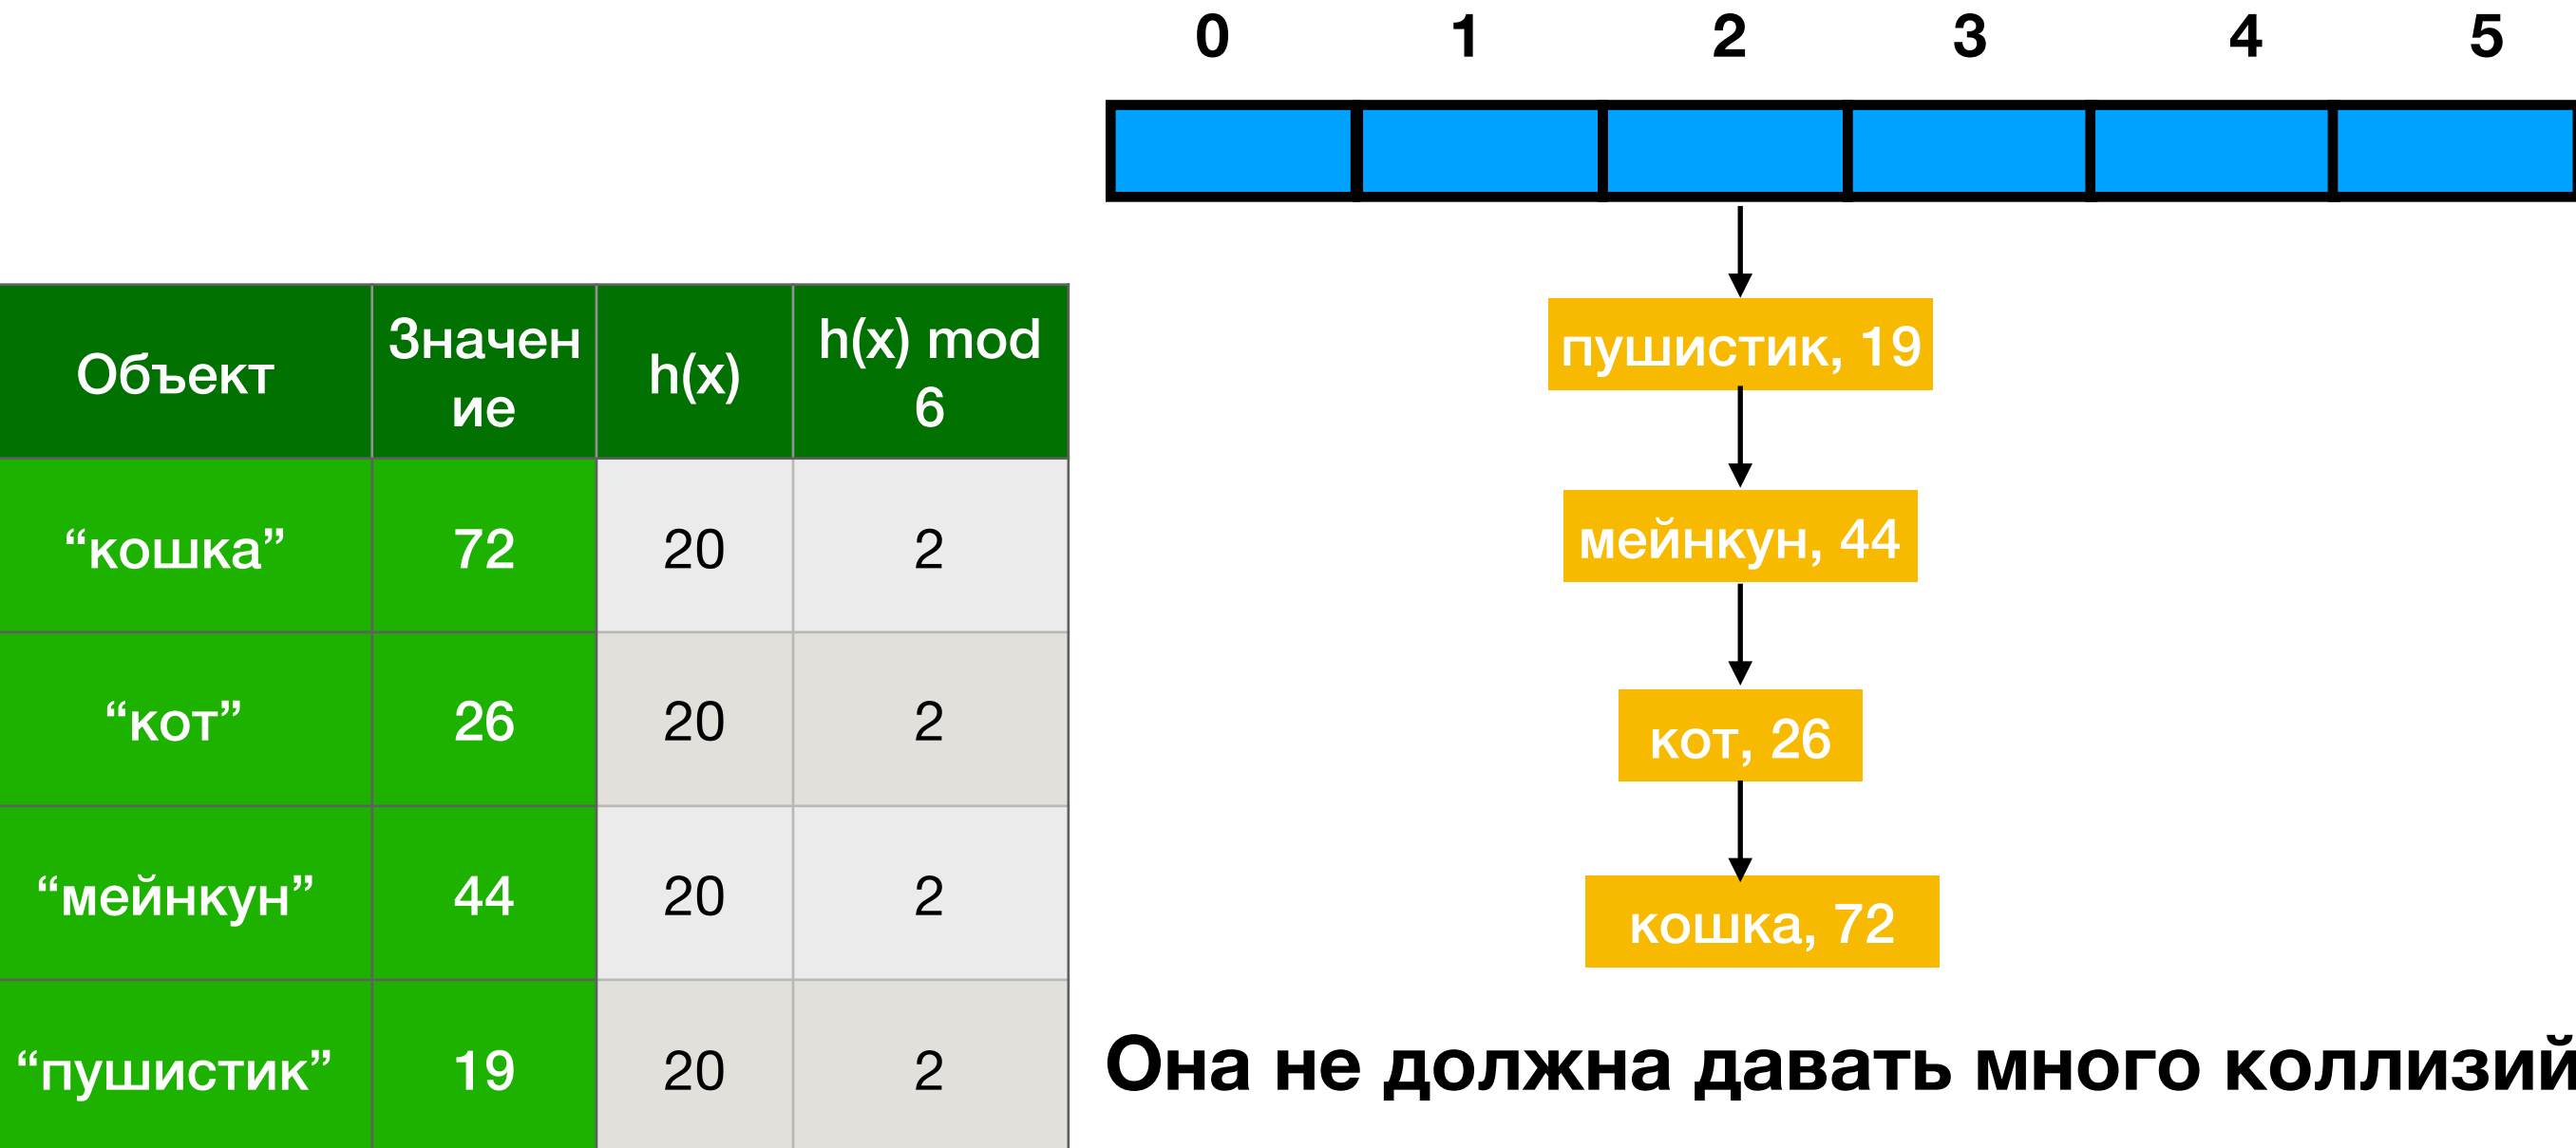 0 1 2 3 4 5
Объект Значен
ие h(x) h(x) mod
6
“кошка” 72 20 2
“кот” 26 20 2
“мейнкун” 44 20 2
“пушистик” 19 20 2
пушистик, 19
мейнкун, 44
кот, 26
кошка, 72
Она не должна давать много коллизий